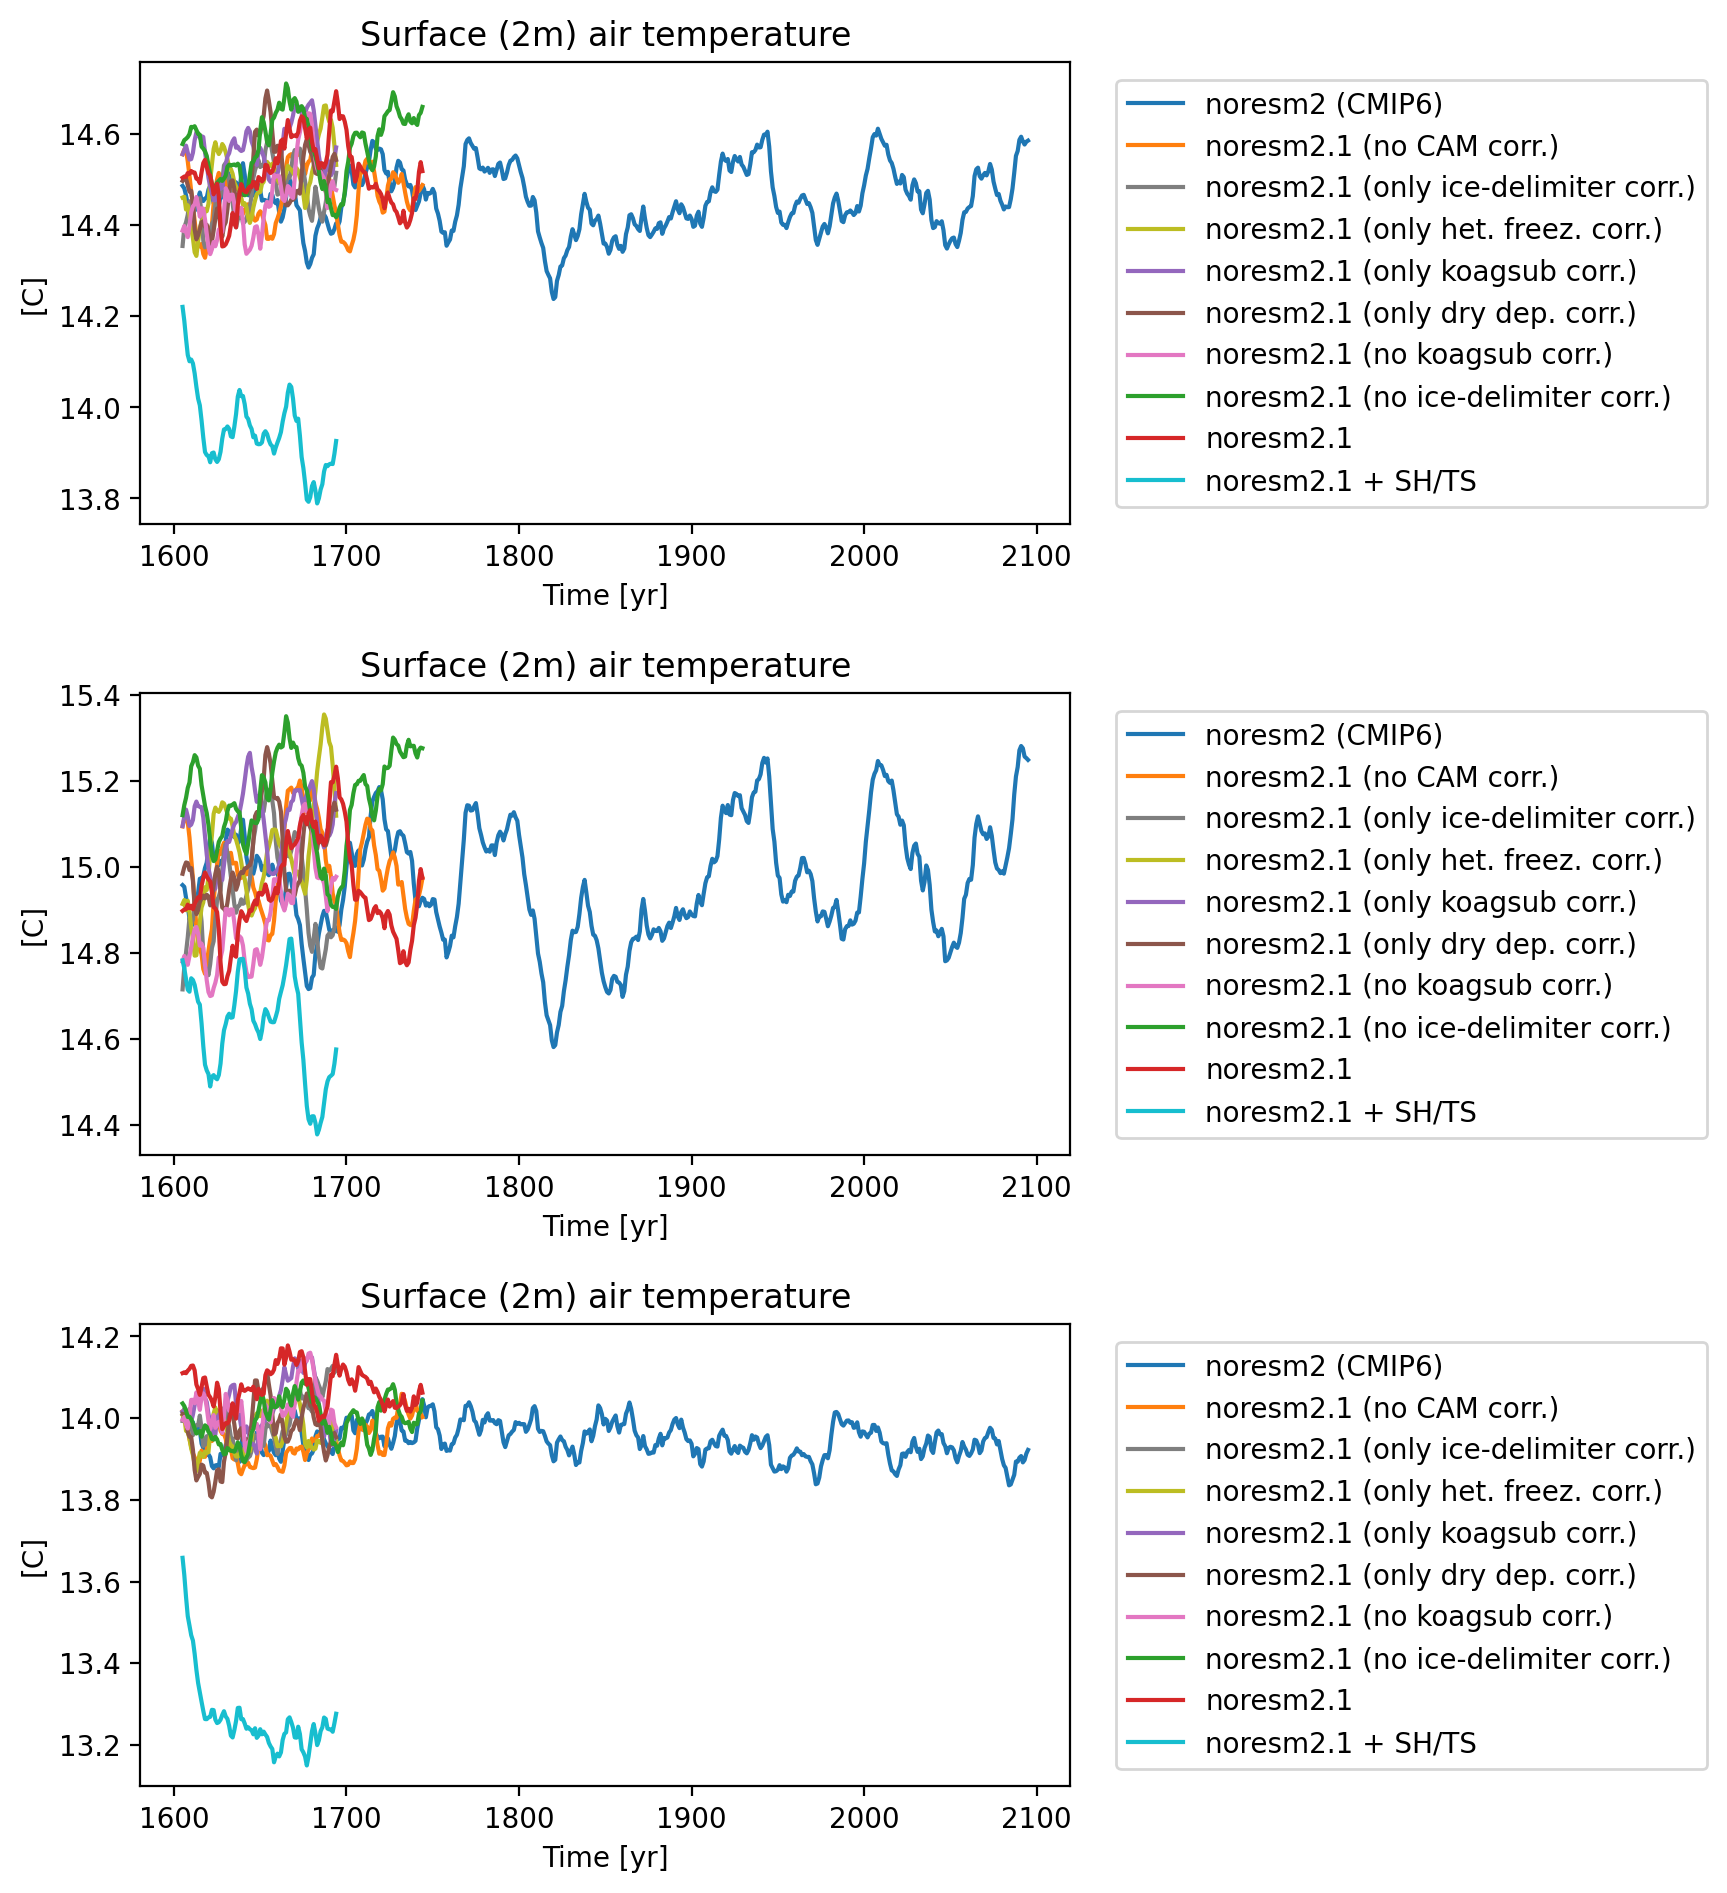 Surface (2m) air temperature
14.6
14.4
14.2
14.0
13.8
[C]
1600 1700 1800 1900 2000 2100
Time [yr]
noresm2 (CMIP6)
noresm2.1 (no CAM corr.)
noresm2.1 (only ice-delimiter corr.)
noresm2.1 (only het. freez. corr.)
noresm2.1 (only koagsub corr.)
noresm2.1 (only dry dep. corr.)
noresm2.1 (no koagsub corr.)
noresm2.1 (no ice-delimiter corr.)
noresm2.1
noresm2.1 + SH/TS
Surface (2m) air temperature
15.4
15.2
15.0
14.8
14.6
14.4
[C]
1600 1700 1800 1900 2000 2100
Time [yr]
noresm2 (CMIP6)
noresm2.1 (no CAM corr.)
noresm2.1 (only ice-delimiter corr.)
noresm2.1 (only het. freez. corr.)
noresm2.1 (only koagsub corr.)
noresm2.1 (only dry dep. corr.)
noresm2.1 (no koagsub corr.)
noresm2.1 (no ice-delimiter corr.)
noresm2.1
noresm2.1 + SH/TS
Surface (2m) air temperature
14.2
14.0
13.8
13.6
13.4
13.2
[C]
1600 1700 1800 1900 2000 2100
Time [yr]
noresm2 (CMIP6)
noresm2.1 (no CAM corr.)
noresm2.1 (only ice-delimiter corr.)
noresm2.1 (only het. freez. corr.)
noresm2.1 (only koagsub corr.)
noresm2.1 (only dry dep. corr.)
noresm2.1 (no koagsub corr.)
noresm2.1 (no ice-delimiter corr.)
noresm2.1
noresm2.1 + SH/TS